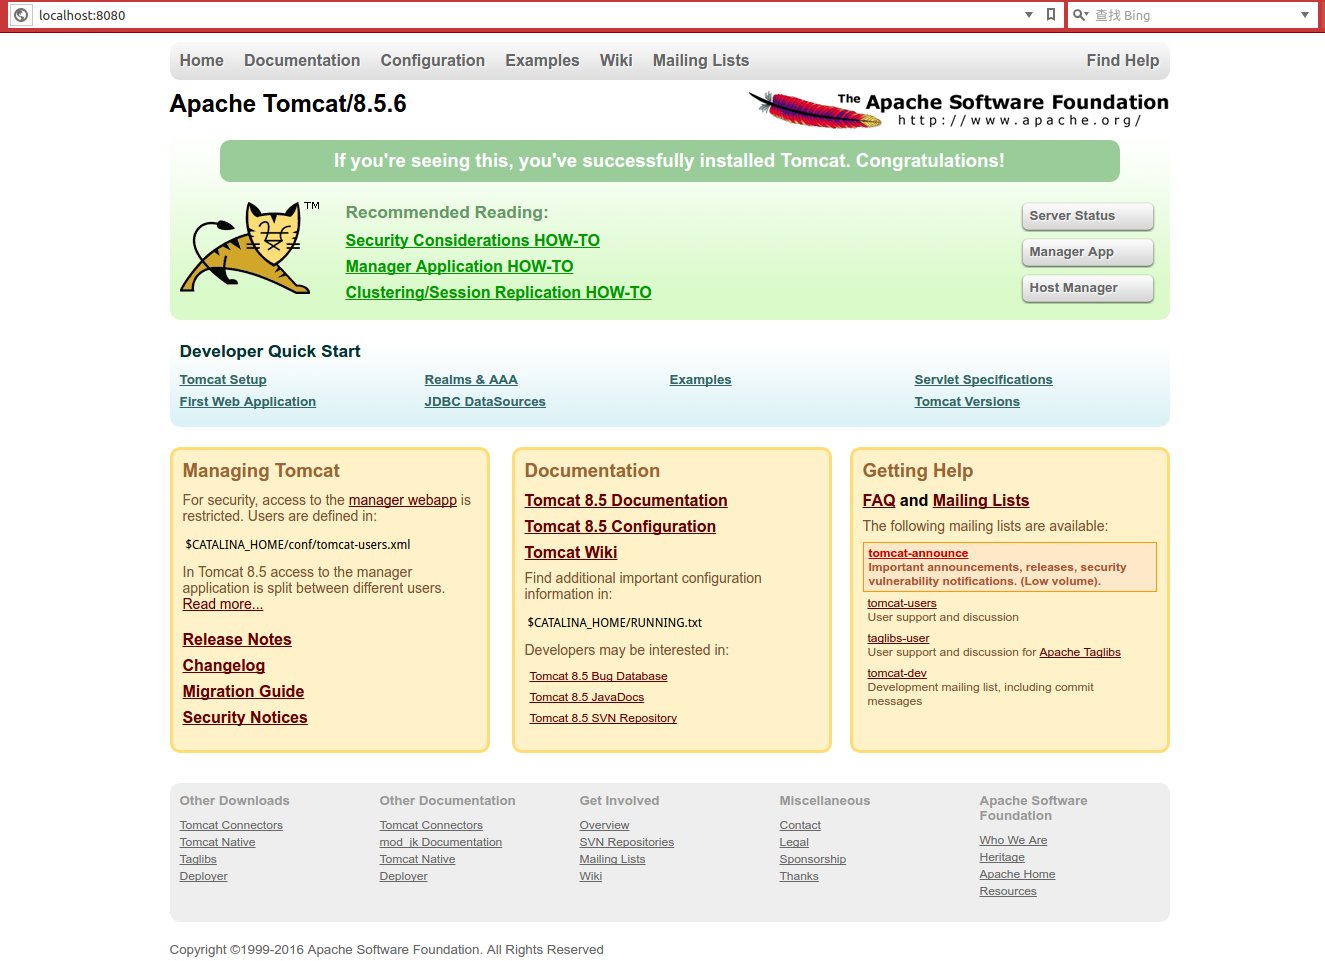 localhost:8080
查找 Bing
Home Documentation Configuration Examples Wiki Mailing Lists Find Help
Apache Tomcat/8.5.6
The Apache Software Foundation
http://www.apache.org/
If you're seeing this, you've successfully installed Tomcat. Congratulations!
TM
Recommended Reading:
Security Considerations HOW-TO
Manager Application HOW-TO
Clustering/Session Replication HOW-TO
Server Status
Manager App
Host Manager
Developer Quick Start
Tomcat Setup
First Web Application
Realms & AAA
JDBC DataSources
Examples
Servlet Specifications
Tomcat Versions
Managing Tomcat
For security, access to the manager webapp is
restricted. Users are defined in:
$CATALINA_HOME/conf/tomcat-users.xml
In Tomcat 8.5 access to the manager
application is split between different users.
Read more...
Release Notes
Changelog
Migration Guide
Security Notices
Documentation
Tomcat 8.5 Documentation
Tomcat 8.5 Configuration
Tomcat Wiki
Find additional important configuration
information in:
$CATALINA_HOME/RUNNING.txt
Developers may be interested in:
Tomcat 8.5 Bug Database
Tomcat 8.5 JavaDocs
Tomcat 8.5 SVN Repository
Getting Help
FAQ and Mailing Lists
The following mailing lists are available:
tomcat-announce
Important announcements, releases, security
vulnerability notifications. (Low volume).
tomcat-users
User support and discussion
taglibs-user
User support and discussion for Apache Taglibs
tomcat-dev
Development mailing list, including commit
messages
Other Downloads
Tomcat Connectors
Tomcat Native
Taglibs
Deployer
Other Documentation
Tomcat Connectors
mod_jk Documentation
Tomcat Native
Deployer
Get Involved
Overview
SVN Repositories
Mailing Lists
Wiki
Miscellaneous
Contact
Legal
Sponsorship
Thanks
Apache Software
Foundation
Who We Are
Heritage
Apache Home
Resources
Copyright ©1999-2016 Apache Software Foundation. All Rights Reserved